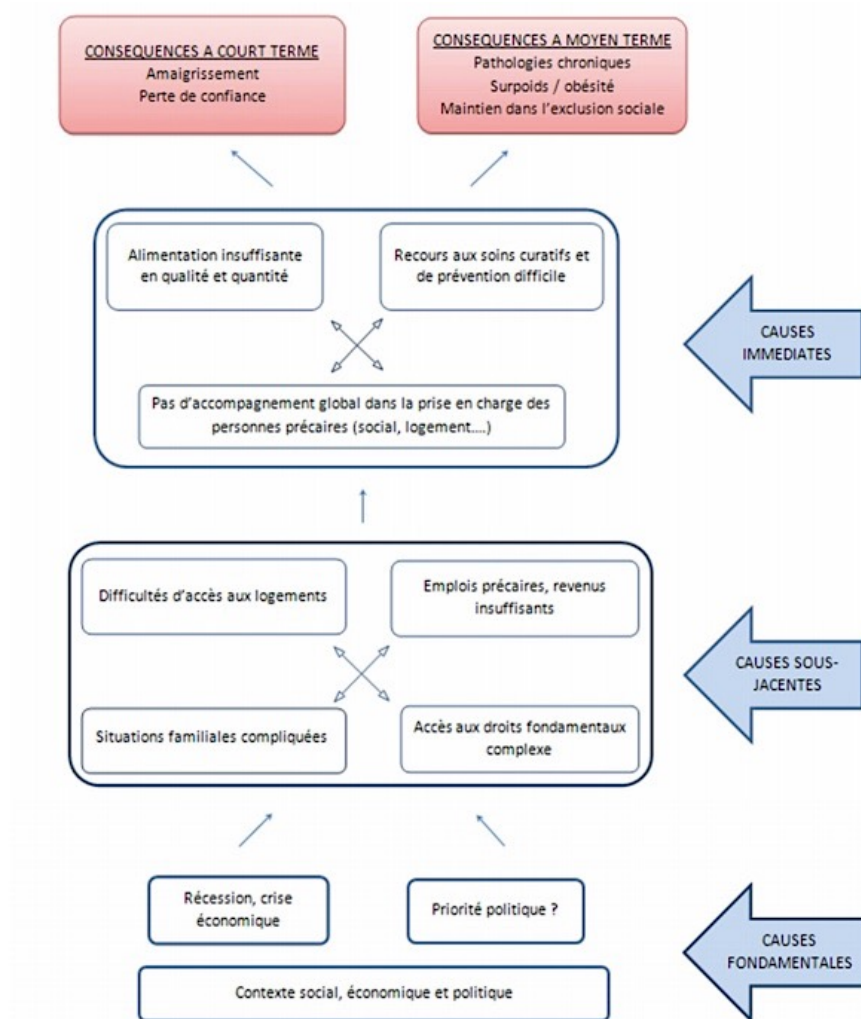 CONSEQUENCES A COURT TERME
Amaigrissement
Perte de confiance
CONSEQUENCES A MOYEN TERME
Pathologies chroniques
Surpoids / obésité
Maintien dans l'exclusion sociale
Alimentation insuffisante
en qualité et quantité
Recours aux soins curatifs et
de prévention difficile
Pas d'accompagnement global dans la prise en charge des
personnes précaires (social, logement....)
CAUSES
IMMEDIATES
Difficultés d'accès aux logements
Emplois précaires, revenus
insuffisants
Situations familiales compliquées
Accès aux droits fondamentaux
complexe
CAUSES SOUS-
JACENTES
Récession, crise
économique
Priorité politique ?
Contexte social, économique et politique
CAUSES
FONDAMENTALES